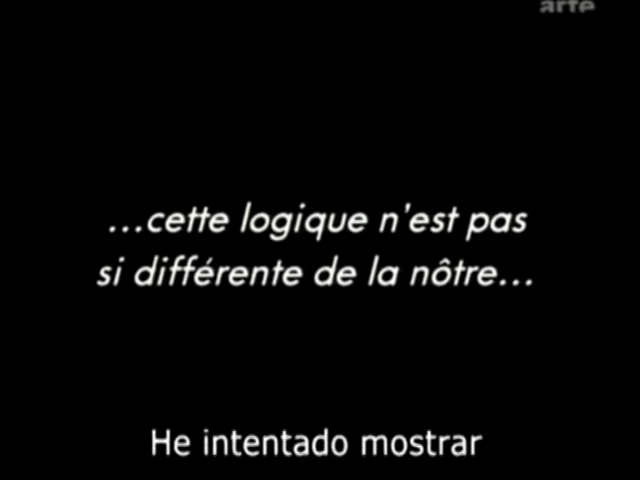 arte
...cette logique n'est pas
si différente de la nôtre...
He intentado mostrar